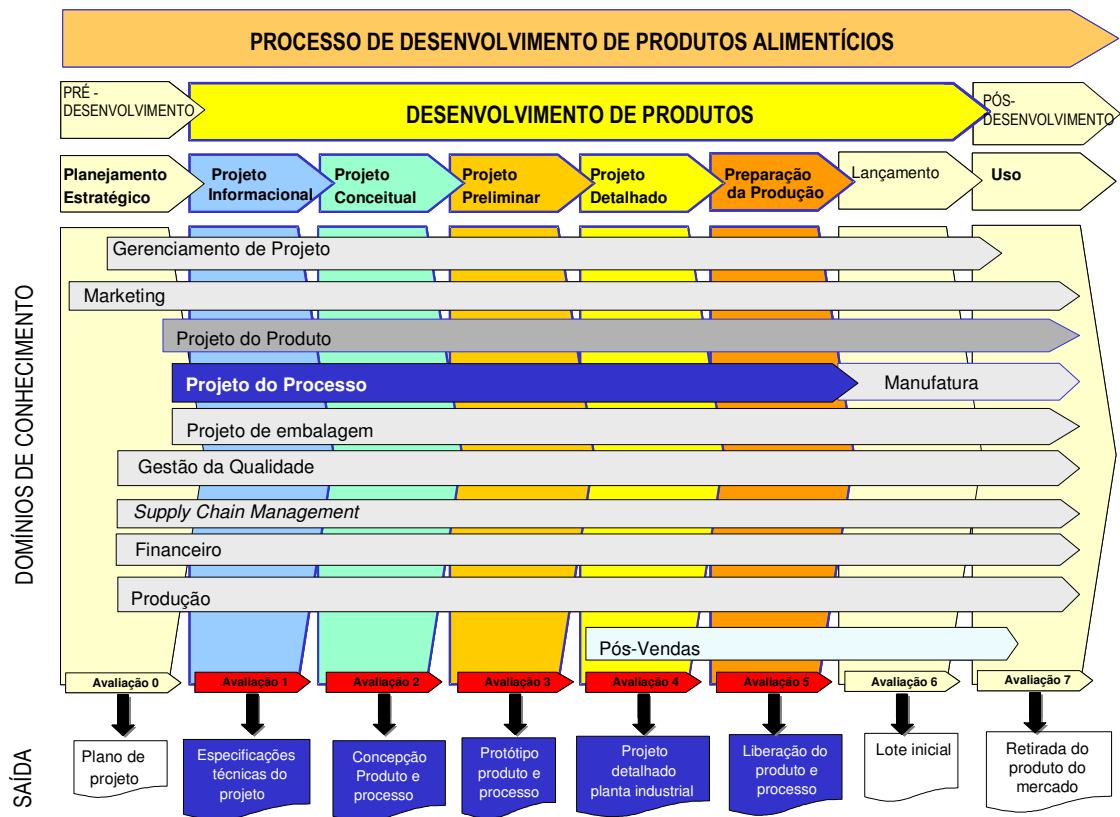 PROCESSO DE DESENVOLVIMENTO DE PRODUTOS ALIMENTÍCIOS
PRÉ -
DESENVOLVIMENTO
DESENVOLVIMENTO DE PRODUTOS
PÓS-
DESENVOLVIMENTO
Planejamento
Estratégico
Projeto
Informacional
Projeto
Conceitual
Projeto
Preliminar
Projeto
Detalhado
Preparação
da Produção
Lançamento
Uso
DOMÍNIOS DE CONHECIMENTO
Gerenciamento de Projeto
Marketing
Projeto do Produto
Projeto do Processo
Manufatura
Projeto de embalagem
Gestão da Qualidade
Supply Chain Management
Financeiro
Produção
Pós-Vendas
Avaliação 0
Avaliação 1
Avaliação 2
Avaliação 3
Avaliação 4
Avaliação 5
Avaliação 6
Avaliação 7
SAÍDA
Plano de
projeto
Especificações
técnicas do
projeto
Concepção
Produto e
processo
Protótipo
produto e
processo
Projeto
detalhado
planta industrial
Liberação do
produto e
processo
Lote inicial
Retirada do
produto do
mercado